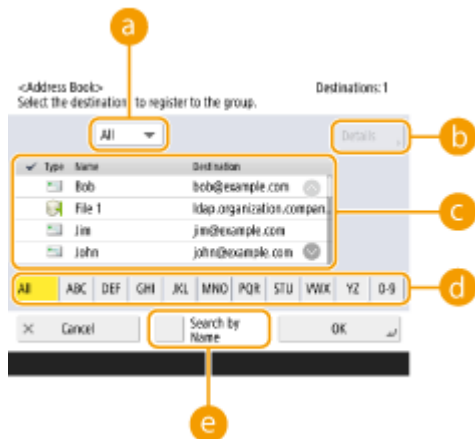 a
<Address Book>
Destinations: 1
Select the destination to register to the group.
All
Details
b
✓ Type Name Destination
Bob bob@example.com
File 1 ldap.organization.compan...
c
Jim jim@example.com
John john@example.com
All ABC DEF GHI JKL MNO PQR STU VWX YZ 0-9
d
× Cancel
Search by
Name
OK
e